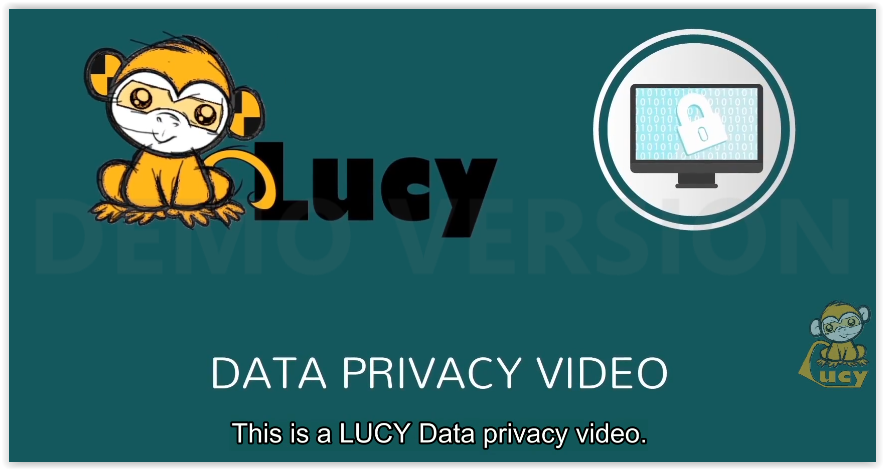 Lucy
DEMO VERSION
Lucy
DATA PRIVACY VIDEO
This is a LUCY Data privacy video.